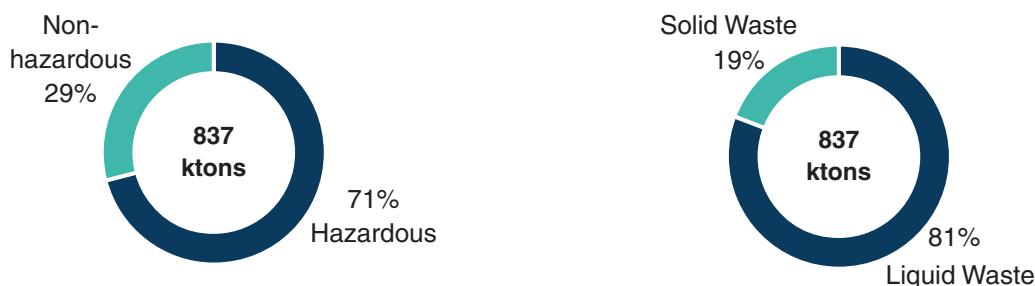 Non-
hazardous
29%
837
ktons
71%
Hazardous
Solid Waste
19%
837
ktons
81%
Liquid Waste